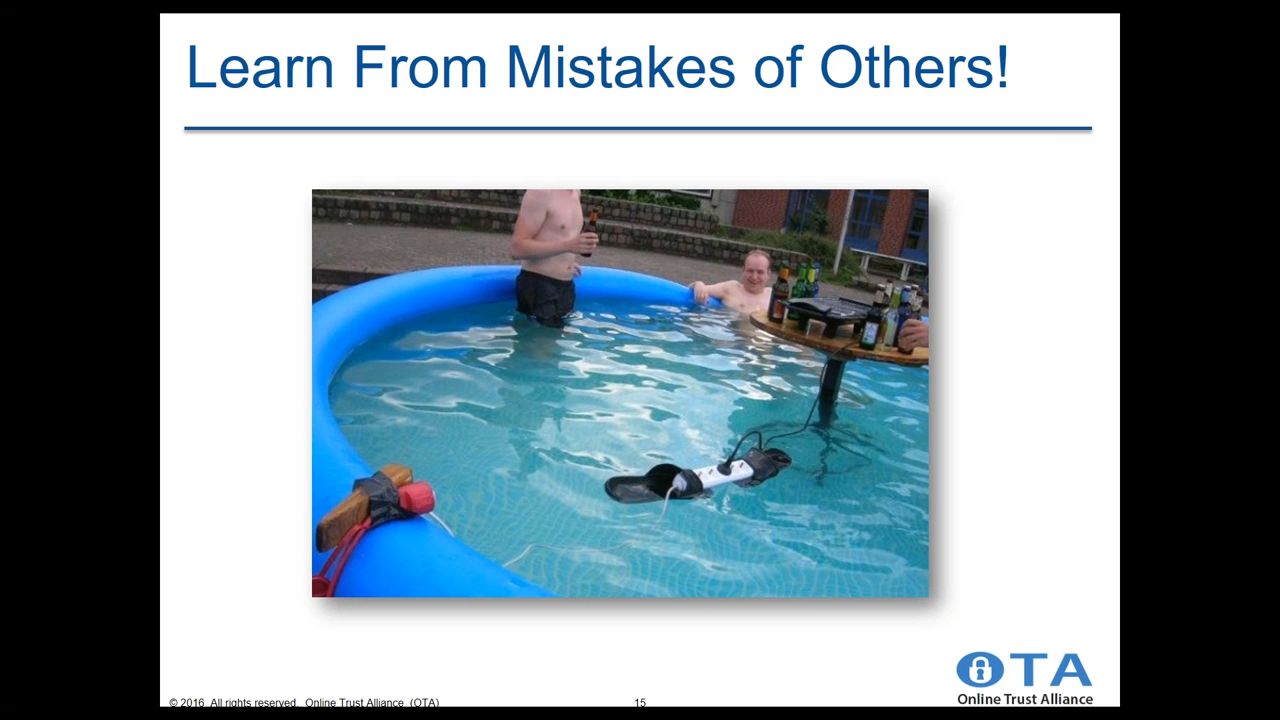 Learn From Mistakes of Others!
OTA
Online Trust Alliance
© 2016 All rights reserved. Online Trust Alliance (OTA)
15